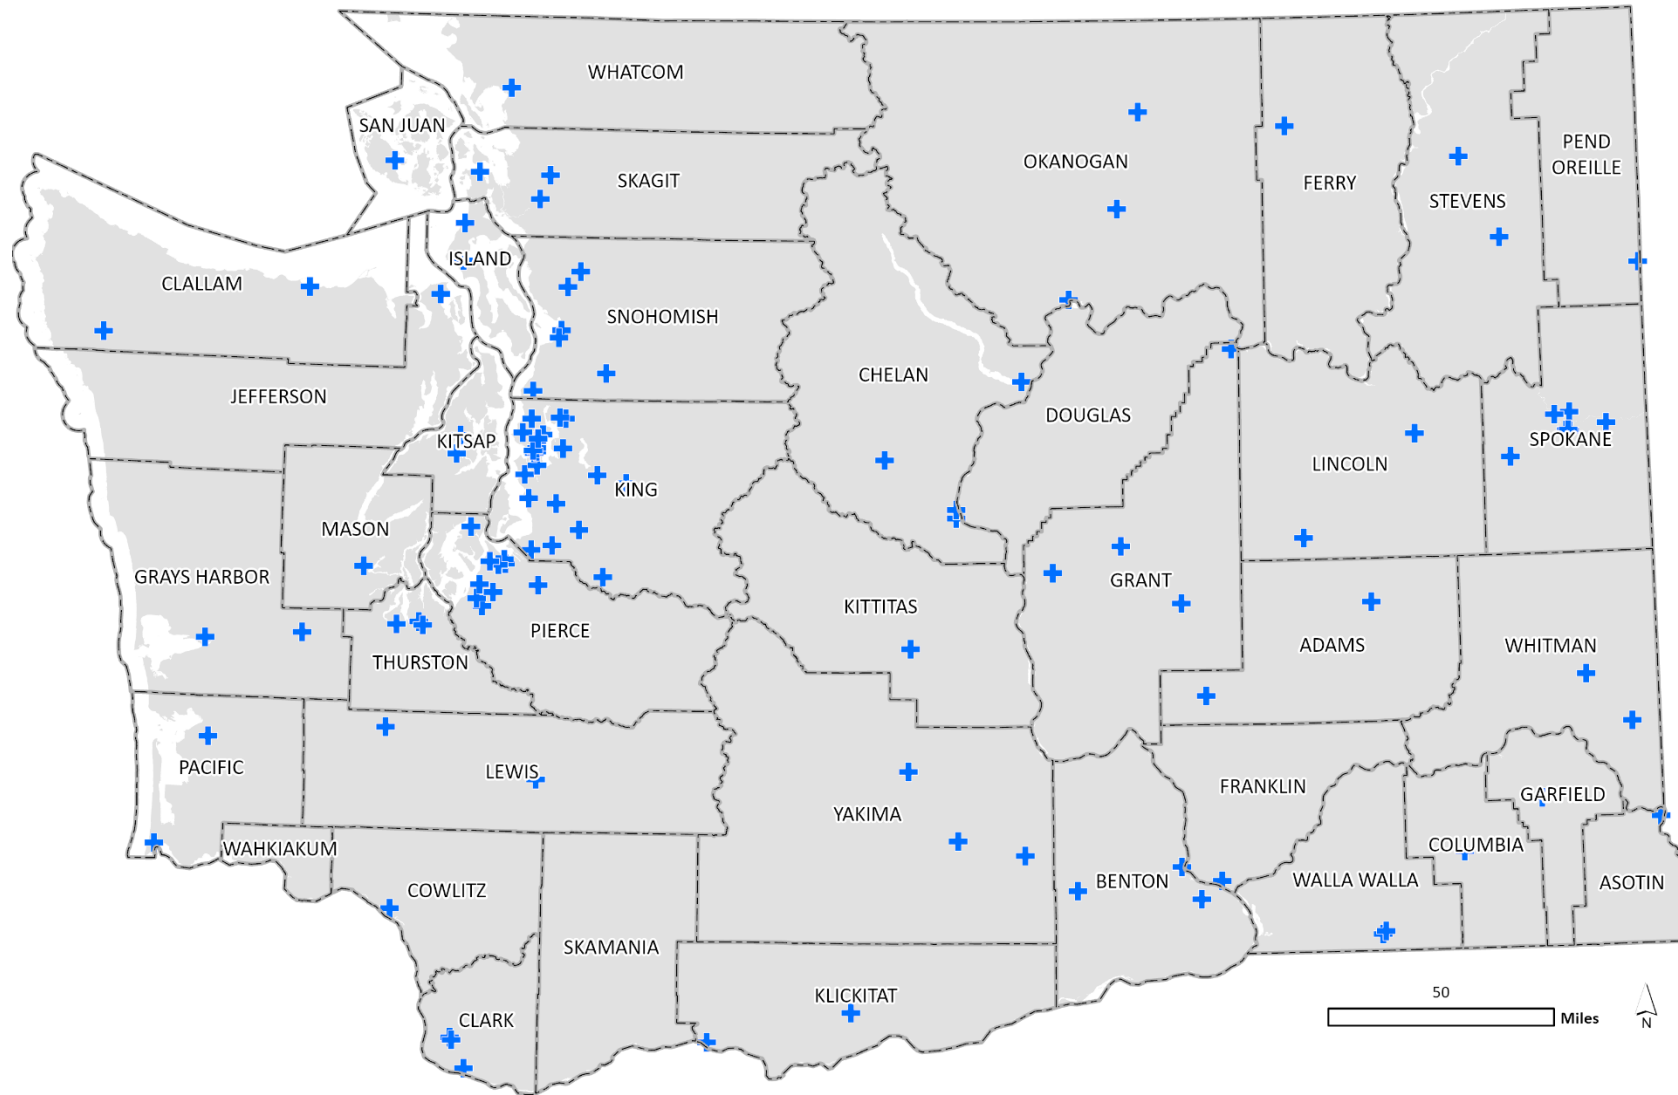 WHATCOM
SAN JUAN
SKAGIT
OKANOGAN
FERRY
PEND
OREILLE
STEVENS
ISLAND
CLALLAM
SNOHOMISH
CHELAN
JEFFERSON
DOUGLAS
KITSAP
SPOKANE
LINCOLN
KING
MASON
GRAYS HARBOR
GRANT
KITTITAS
PIERCE
ADAMS
WHITMAN
THURSTON
PACIFIC
LEWIS
FRANKLIN
GARFIELD
YAKIMA
WAHKIAKUM
COLUMBIA
COWLITZ
BENTON
WALLA WALLA
ASOTIN
SKAMANIA
KLICKITAT
CLARK
50
Miles
N